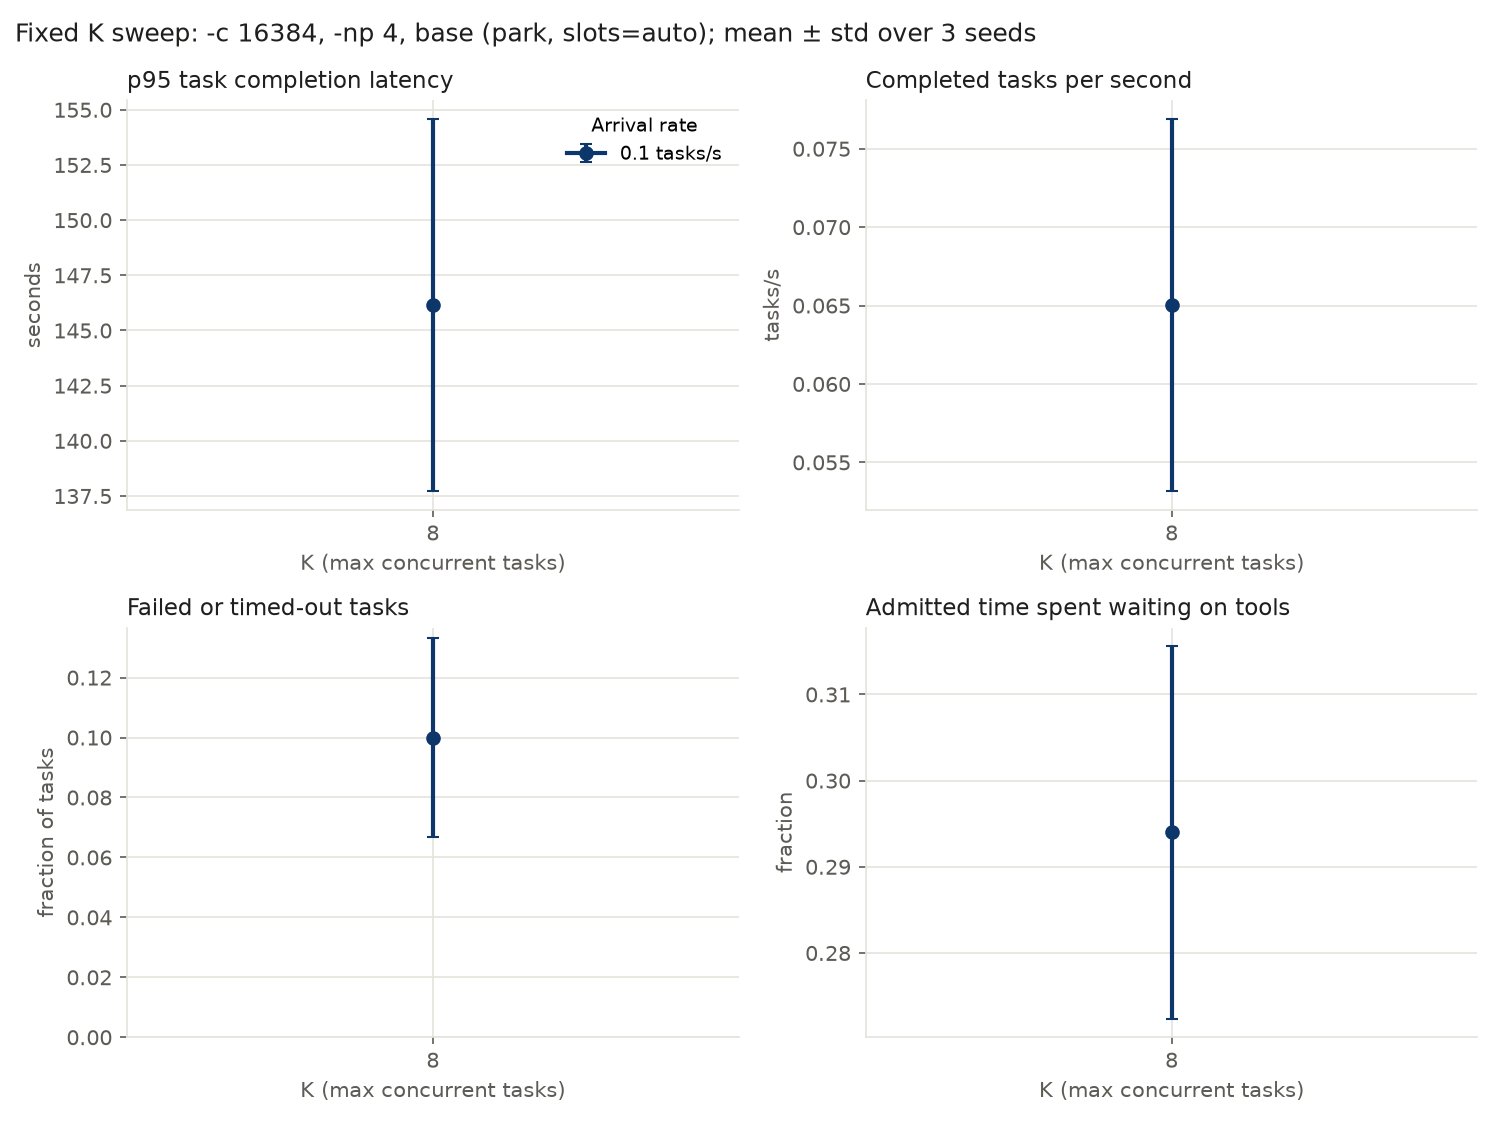 Fixed K sweep: -c 16384, -np 4, base (park, slots=auto); mean ± std over 3 seeds
p95 task completion latency
155.0
152.5
150.0
147.5
145.0
142.5
140.0
137.5
seconds
Arrival rate
0.1 tasks/s
8
K (max concurrent tasks)
Completed tasks per second
0.075
0.070
0.065
0.060
0.055
tasks/s
8
K (max concurrent tasks)
Failed or timed-out tasks
0.12
0.10
0.08
0.06
0.04
0.02
0.00
fraction of tasks
8
K (max concurrent tasks)
Admitted time spent waiting on tools
0.31
0.30
0.29
0.28
fraction
8
K (max concurrent tasks)